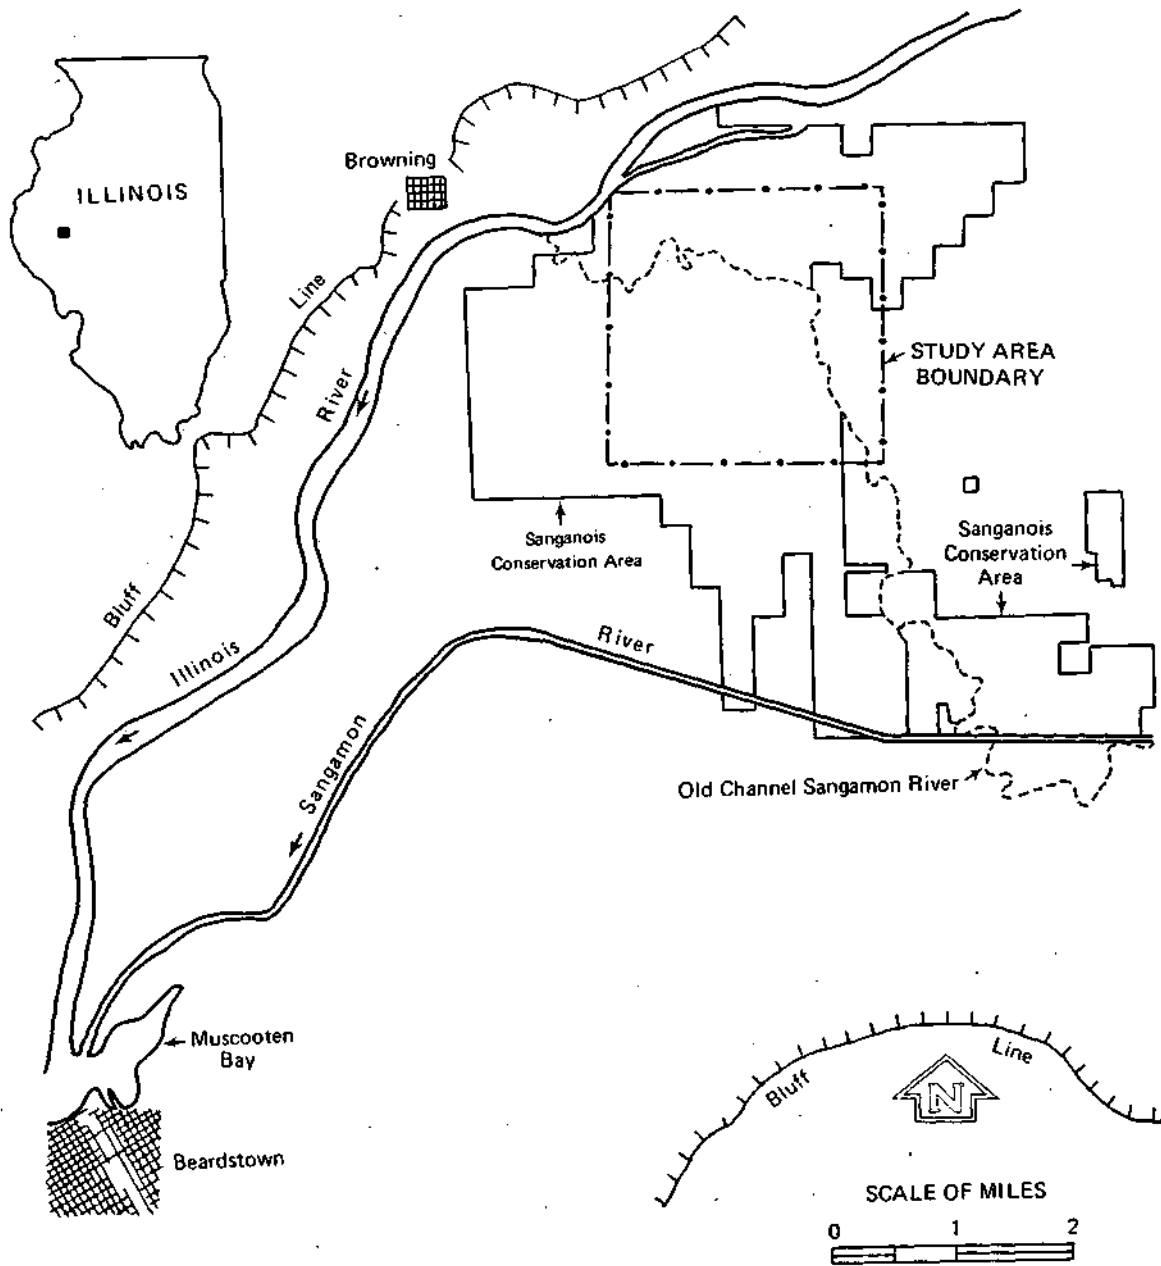 ILLINOIS
Browning
Line
River
STUDY AREA
BOUNDARY
Sanganois
Conservation Area
Sanganois
Conservation
Area
Bluff
Illinois
River
Sangamon
Old Channel Sangamon River
Muscooten
Bay
Line
Bluff
N
Beardstown
SCALE OF MILES
0 1 2